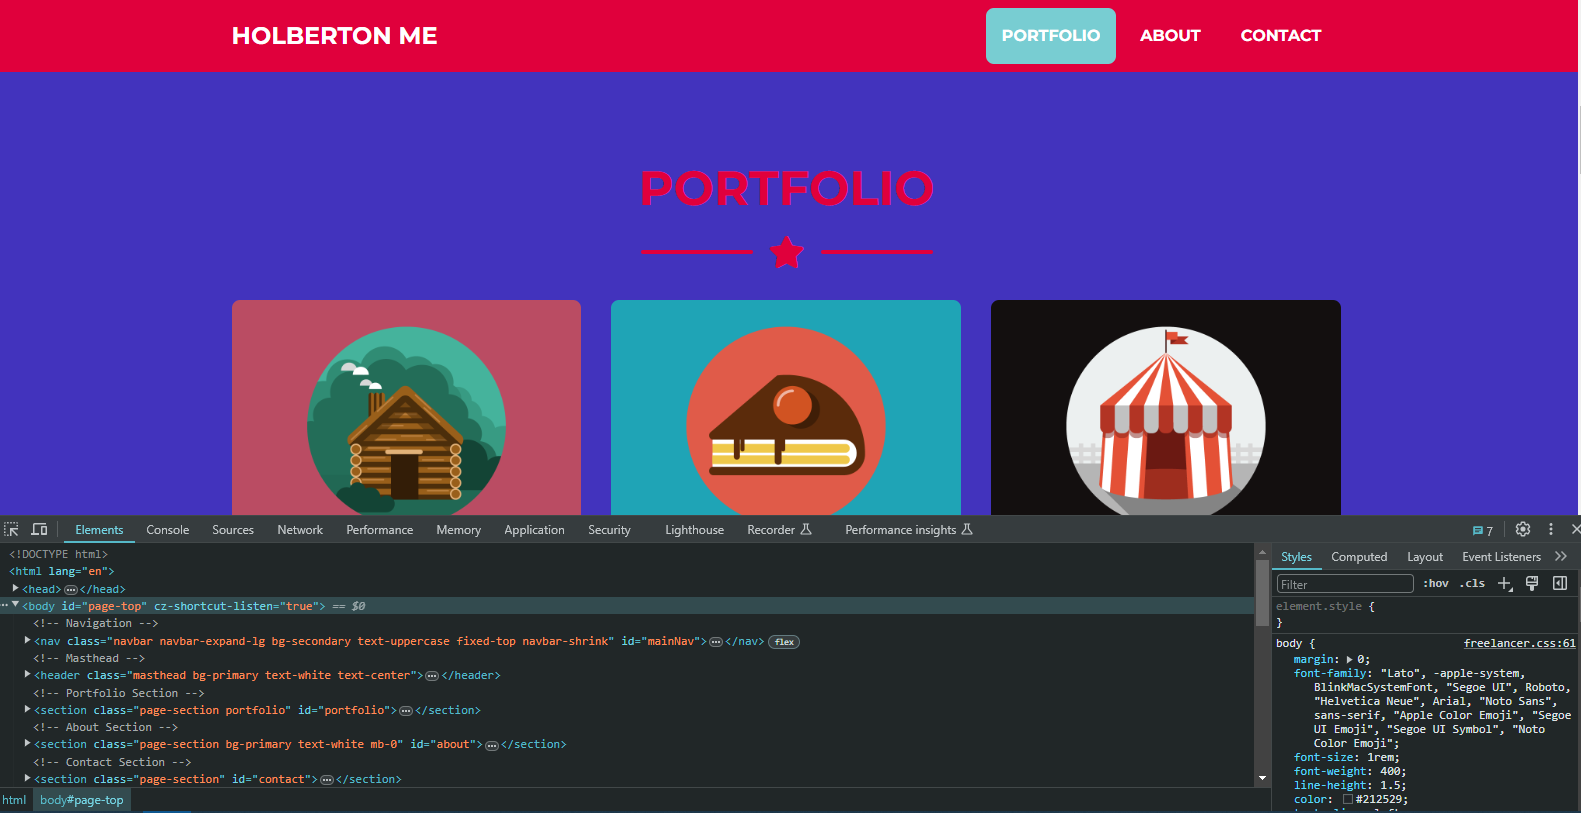 HOLBERTON ME
PORTFOLIO
ABOUT
CONTACT
PORTFOLIO
Elements Console Sources Network Performance Memory Application Security Lighthouse Recorder Performance insights 7
<!DOCTYPE html>
<html lang="en">
<head>…</head>
<body id="page-top" cz-shortcut-listen="true"> == $0
<!-- Navigation -->
<nav class="navbar navbar-expand-lg bg-secondary text-uppercase fixed-top navbar-shrink" id="mainNav">…</nav> flex
<!-- Masthead -->
<header class="masthead bg-primary text-white text-center">…</header>
<!-- Portfolio Section -->
<section class="page-section portfolio" id="portfolio">…</section>
<!-- About Section -->
<section class="page-section bg-primary text-white mb-0" id="about">…</section>
<!-- Contact Section -->
<section class="page-section" id="contact">…</section>
html body#page-top
Styles Computed Layout Event Listeners
Filter :hov .cls
element.style {
}
body { freelancer.css:61
margin: 0;
font-family: "Lato", -apple-system,
BlinkMacSystemFont, "Segoe UI", Roboto,
"Helvetica Neue", Arial, "Noto Sans",
sans-serif, "Apple Color Emoji", "Segoe
UI Emoji", "Segoe UI Symbol", "Noto
Color Emoji";
font-size: 1rem;
font-weight: 400;
line-height: 1.5;
color: #212529;